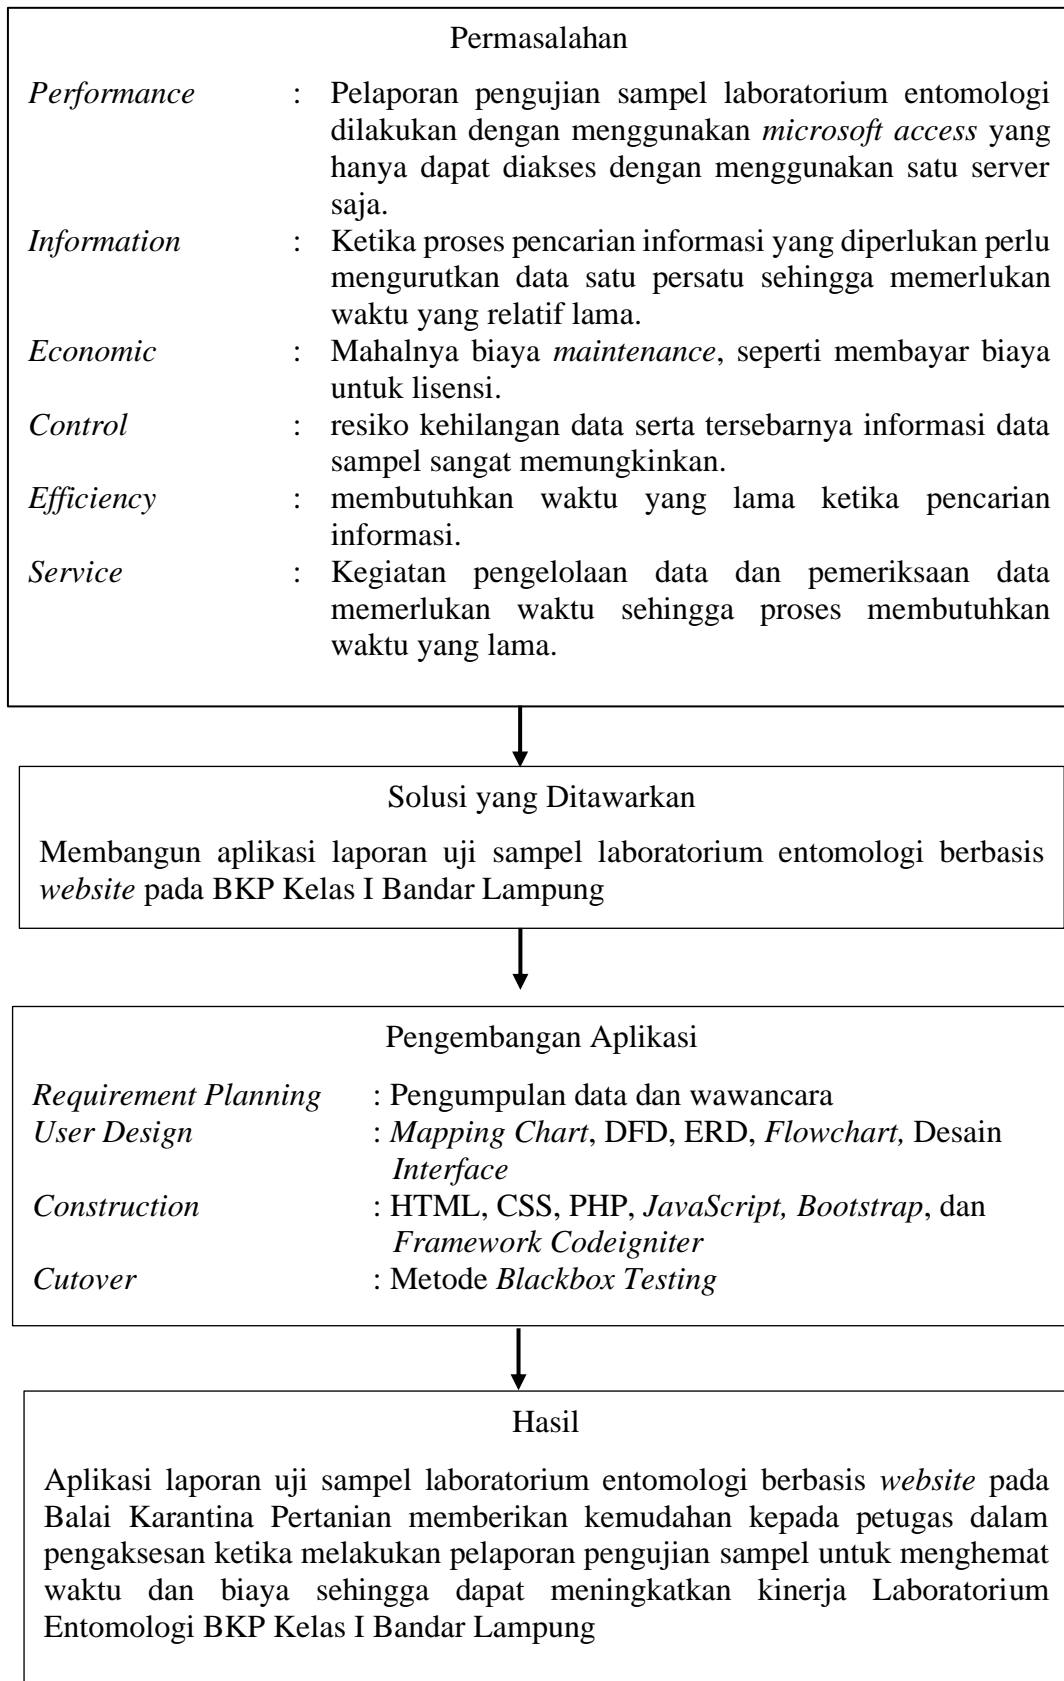 Permasalahan
Performance : Pelaporan pengujian sampel laboratorium entomologi
dilakukan dengan menggunakan microsoft access yang
hanya dapat diakses dengan menggunakan satu server
saja.
Information : Ketika proses pencarian informasi yang diperlukan perlu
mengurutkan data satu persatu sehingga memerlukan
waktu yang relatif lama.
Economic : Mahalnya biaya maintenance, seperti membayar biaya
untuk lisensi.
Control : resiko kehilangan data serta tersebarnya informasi data
sampel sangat memungkinkan.
Efficiency : membutuhkan waktu yang lama ketika pencarian
informasi.
Service : Kegiatan pengelolaan data dan pemeriksaan data
memerlukan waktu sehingga proses membutuhkan
waktu yang lama.
Solusi yang Ditawarkan
Membangun aplikasi laporan uji sampel laboratorium entomologi berbasis
website pada BKP Kelas I Bandar Lampung
Pengembangan Aplikasi
Requirement Planning : Pengumpulan data dan wawancara
User Design : Mapping Chart, DFD, ERD, Flowchart, Desain
Interface
Construction : HTML, CSS, PHP, JavaScript, Bootstrap, dan
Framework Codeigniter
Cutover : Metode Blackbox Testing
Hasil
Aplikasi laporan uji sampel laboratorium entomologi berbasis website pada
Balai Karantina Pertanian memberikan kemudahan kepada petugas dalam
pengaksesan ketika melakukan pelaporan pengujian sampel untuk menghemat
waktu dan biaya sehingga dapat meningkatkan kinerja Laboratorium
Entomologi BKP Kelas I Bandar Lampung